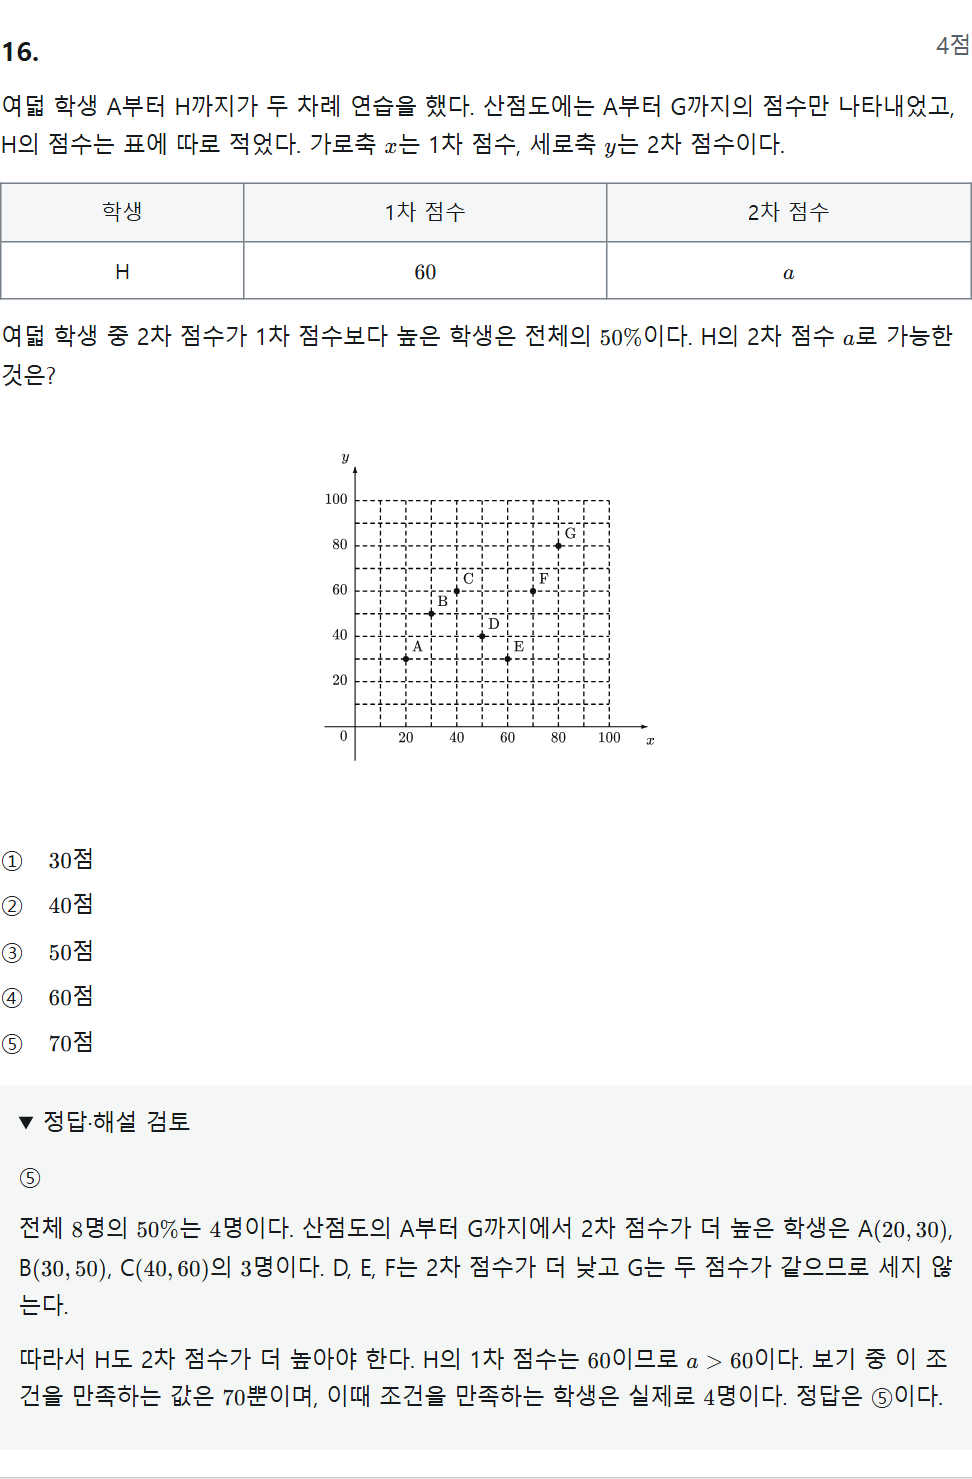 16.
4점
여덟 학생 A부터 H까지가 두 차례 연습을 했다. 산점도에는 A부터 G까지의 점수만 나타내었고,
H의 점수는 표에 따로 적었다. 가로축 x는 1차 점수, 세로축 y는 2차 점수이다.
학생 1차 점수 2차 점수
H 60 a
여덟 학생 중 2차 점수가 1차 점수보다 높은 학생은 전체의 50%이다. H의 2차 점수 a로 가능한
것은?
y
100
G
80
C F
60
B
D
40
A E
20
0 20 40 60 80 100 x
① 30점
② 40점
③ 50점
④ 60점
⑤ 70점
▼ 정답·해설 검토
⑤
전체 8명의 50%는 4명이다. 산점도의 A부터 G까지에서 2차 점수가 더 높은 학생은 A(20, 30),
B(30, 50), C(40, 60)의 3명이다. D, E, F는 2차 점수가 더 낮고 G는 두 점수가 같으므로 세지 않
는다.
따라서 H도 2차 점수가 더 높아야 한다. H의 1차 점수는 60이므로 a > 60이다. 보기 중 이 조
건을 만족하는 값은 70뿐이며, 이때 조건을 만족하는 학생은 실제로 4명이다. 정답은 ⑤이다.